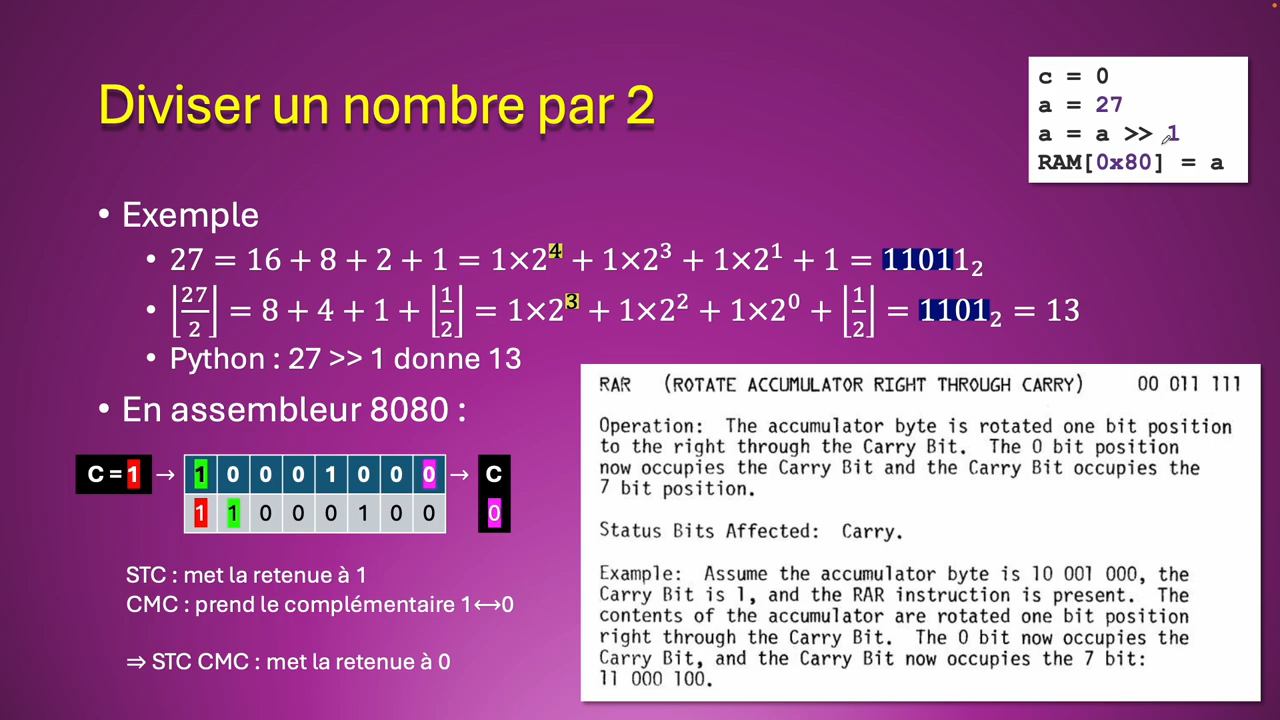 Diviser un nombre par 2
c = 0
a = 27
a = a >> 1
RAM[0x80] = a
• Exemple
• 27 = 16 + 8 + 2 + 1 = 1×2⁴ + 1×2³ + 1×2¹ + 1 = 11011₂
• ⌊27/2⌋ = 8 + 4 + 1 + ⌊1/2⌋ = 1×2³ + 1×2² + 1×2⁰ + ⌊1/2⌋ = 1101₂ = 13
• Python : 27 >> 1 donne 13
• En assembleur 8080 :
C = 1 → 1 0 0 0 1 0 0 0 → C
1 1 0 0 0 1 0 0 0
STC : met la retenue à 1
CMC : prend le complémentaire 1↔0
⇒ STC CMC : met la retenue à 0
RAR (ROTATE ACCUMULATOR RIGHT THROUGH CARRY) 00 011 111
Operation: The accumulator byte is rotated one bit position
to the right through the Carry Bit. The 0 bit position
now occupies the Carry Bit and the Carry Bit occupies the
7 bit position.
Status Bits Affected: Carry.
Example: Assume the accumulator byte is 10 001 000, the
Carry Bit is 1, and the RAR instruction is present. The
contents of the accumulator are rotated one bit position
right through the Carry Bit. The 0 bit now occupies the
Carry Bit, and the Carry Bit now occupies the 7 bit:
11 000 100.